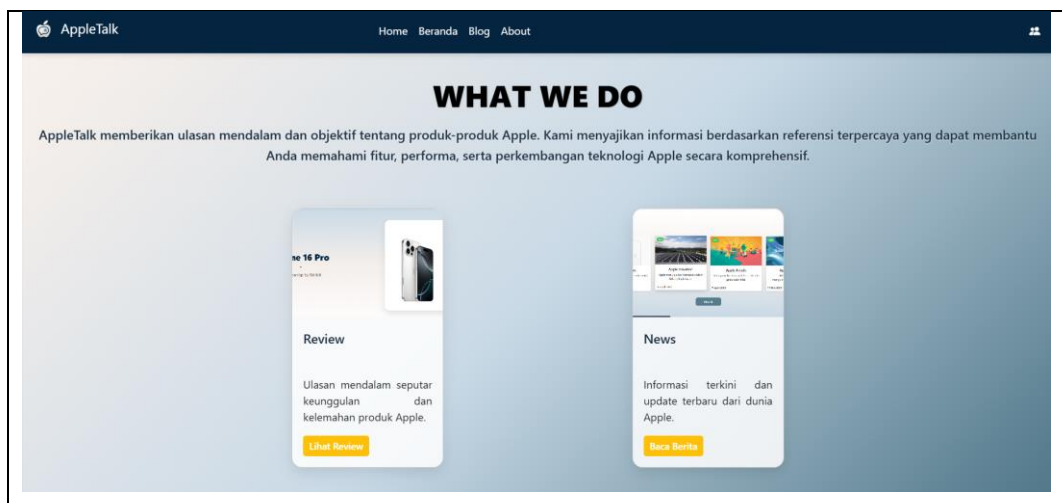 AppleTalk
Home Beranda Blog About
WHAT WE DO
AppleTalk memberikan ulasan mendalam dan objektif tentang produk-produk Apple. Kami menyajikan informasi berdasarkan referensi terpercaya yang dapat membantu
Anda memahami fitur, performa, serta perkembangan teknologi Apple secara komprehensif.
ne 16 Pro
Review
Ulasan mendalam seputar
keunggulan dan
kelemahan produk Apple.
Lihat Review
News
Informasi terkini dan
update terbaru dari dunia
Apple.
Baca Berita